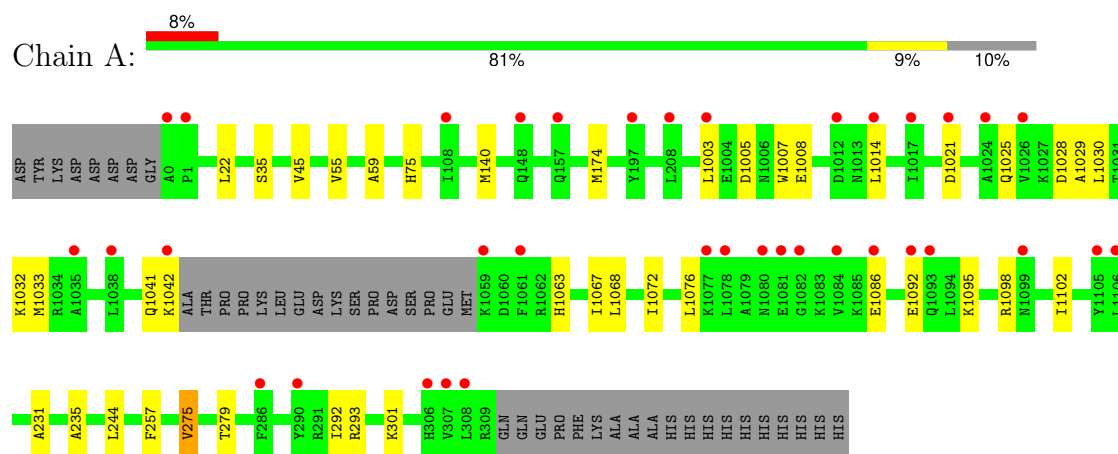 8%
Chain A:
81%
9%
10%
ASP TYR LYS ASP ASP ASP ASP GLY A0 P1 L22 S35 V45 V55 A59 H75 I108 M140 Q148 Q157 M174 Y197 L208 L1003 E1004 D1005 N1006 W1007 E1008 D1012 N1013 L1014 I1017 D1021 A1024 Q1025 V1026 K1027 D1028 A1029 L1030 T1031
K1032 M1033 R1034 A1035 L1038 Q1041 K1042 ALA THR PRO PRO LYS LEU GLU ASP LYS SER PRO ASP SER PRO GLU MET K1059 D1060 F1061 R1062 H1063 I1067 L1068 I1072 L1076 K1077 L1078 A1079 N1080 E1081 G1082 K1083 V1084 K1085 E1086 E1092 Q1093 L1094 K1095 R1098 N1099 I1102 Y1105 L1106
A231 A235 L244 F257 V275 T279 F286 Y290 R291 I292 R293 K301 H306 V307 L308 R309 GLN GLN GLU PRO PHE LYS ALA ALA ALA HIS HIS HIS HIS HIS HIS HIS HIS HIS HIS